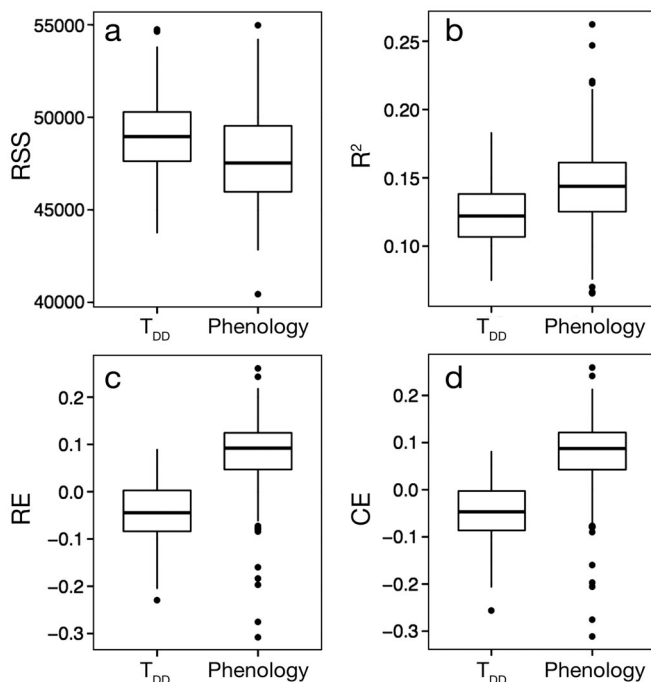 a
RSS
55000
50000
45000
40000
T_DD Phenology
b
R²
0.25
0.20
0.15
0.10
T_DD Phenology
c
RE
0.2
0.1
0.0
−0.1
−0.2
−0.3
T_DD Phenology
d
CE
0.2
0.1
0.0
−0.1
−0.2
−0.3
T_DD Phenology